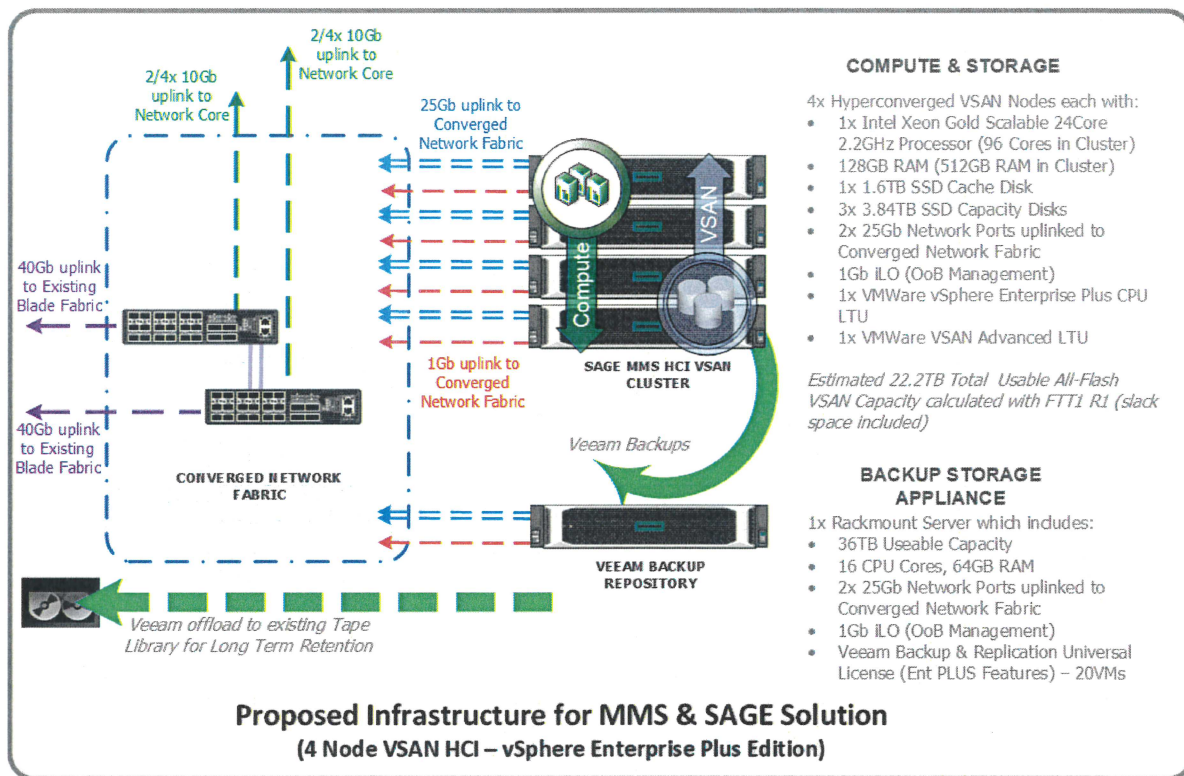 2/4x 10Gb
uplink to
Network Core
2/4x 10Gb
uplink to
Network Core
25Gb uplink to
Converged
Network Fabric
40Gb uplink
to Existing
Blade Fabric
40Gb uplink
to Existing
Blade Fabric
CONVERGED NETWORK
FABRIC
Compute
VSAN
1Gb uplink to
Converged
Network Fabric
SAGE MMS HCI VSAN
CLUSTER
Veeam Backups
VEEAM BACKUP
REPOSITORY
Veeam offload to existing Tape
Library for Long Term Retention
COMPUTE & STORAGE
4x Hyperconverged VSAN Nodes each with:
• 1x Intel Xeon Gold Scalable 24Core
2.2GHz Processor (96 Cores in Cluster)
• 128GB RAM (512GB RAM in Cluster)
• 1x 1.6TB SSD Cache Disk
• 3x 3.84TB SSD Capacity Disks
• 2x 25Gb Network Ports uplinked to
Converged Network Fabric
• 1Gb iLO (OoB Management)
• 1x VMWare vSphere Enterprise Plus CPU
LTU
• 1x VMWare VSAN Advanced LTU
Estimated 22.2TB Total Usable All-Flash
VSAN Capacity calculated with FTT1 R1 (slack
space included)
BACKUP STORAGE
APPLIANCE
1x Rackmount Server which includes:
• 36TB Useable Capacity
• 16 CPU Cores, 64GB RAM
• 2x 25Gb Network Ports uplinked to
Converged Network Fabric
• 1Gb iLO (OoB Management)
• Veeam Backup & Replication Universal
License (Ent PLUS Features) – 20VMs
Proposed Infrastructure for MMS & SAGE Solution
(4 Node VSAN HCI – vSphere Enterprise Plus Edition)